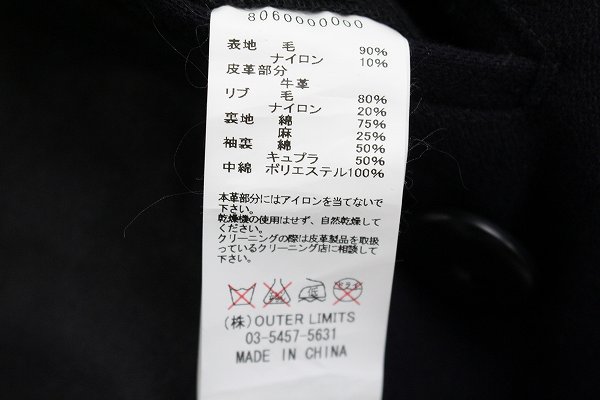 8060000000
表地 毛 90%
ナイロン 10%
皮革部分
牛革
リブ 毛 80%
ナイロン 20%
裏地 綿 75%
麻 25%
袖裏 綿 50%
キュプラ 50%
中綿 ポリエステル100%
本革部分にはアイロンを当てないで
下さい。
乾燥機の使用はせず、自然乾燥して
ください。
クリーニングの際は皮革製品を取扱
っているクリーニング店に相談して
下さい。
低 ドライ
(株)OUTER LIMITS
03-5457-5631
MADE IN CHINA